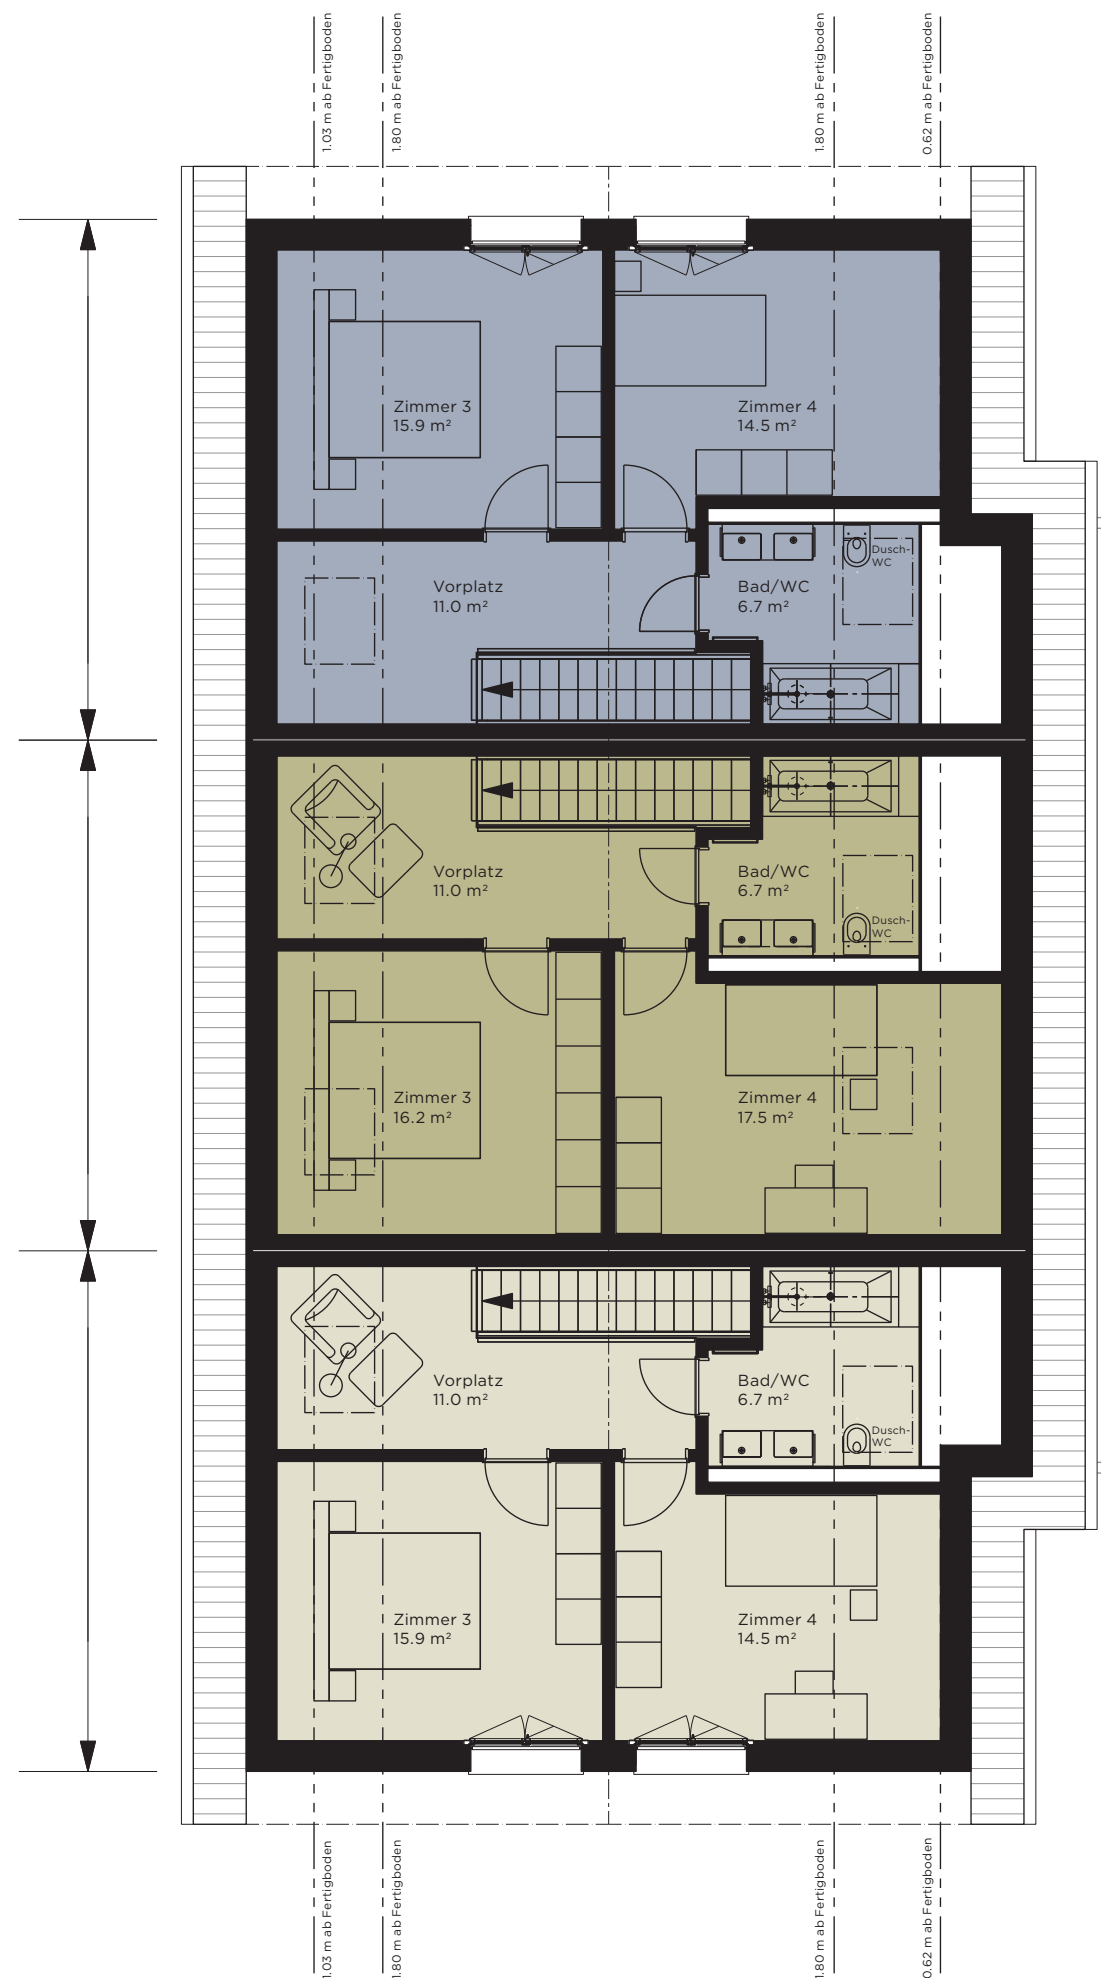 1.03 m ab Fertigboden
1.80 m ab Fertigboden
1.80 m ab Fertigboden
0.62 m ab Fertigboden
Zimmer 3
15.9 m²
Zimmer 4
14.5 m²
Vorplatz
11.0 m²
Bad/WC
6.7 m²
Dusch-
WC
Vorplatz
11.0 m²
Bad/WC
6.7 m²
Dusch-
WC
Zimmer 3
16.2 m²
Zimmer 4
17.5 m²
Vorplatz
11.0 m²
Bad/WC
6.7 m²
Dusch-
WC
Zimmer 3
15.9 m²
Zimmer 4
14.5 m²
1.03 m ab Fertigboden
1.80 m ab Fertigboden
1.80 m ab Fertigboden
0.62 m ab Fertigboden